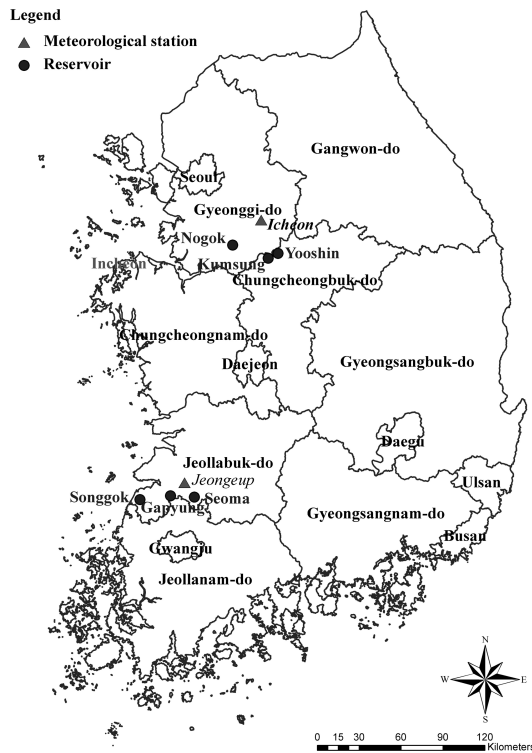 Legend
Meteorological station
Reservoir
Gangwon-do
Seoul
Gyeonggi-do
Icheon
Nogok
Yooshin
Kumsung
Incheon
Chungcheongbuk-do
Chungcheongnam-do
Daejeon
Gyeongsangbuk-do
Daegu
Jeollabuk-do
Jeongeup
Ulsan
Songgok
Seoma
Gapyung
Gyeongsangnam-do
Busan
Gwangju
Jeollanam-do
N
W E
S
0 15 30 60 90 120
Kilometers